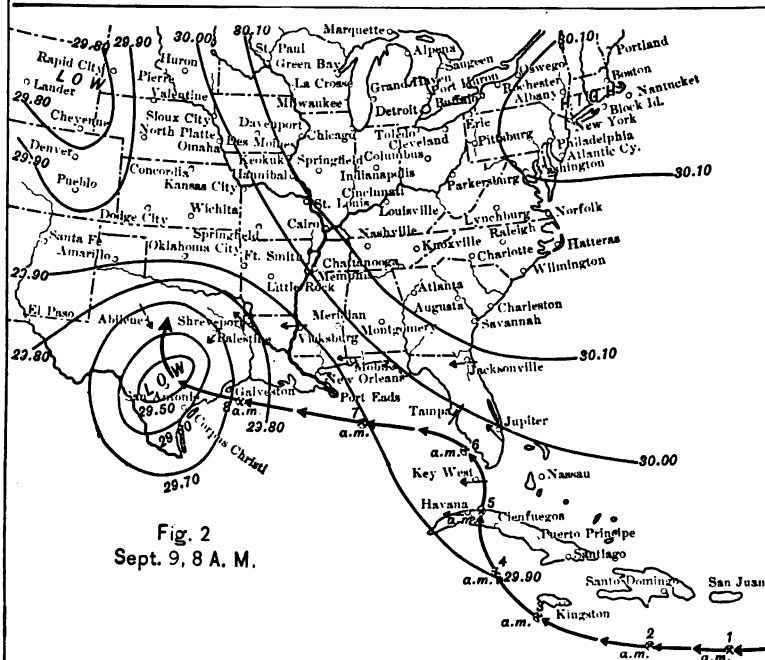 Marquette
Portland
29.80
29.90
30.00
30.10
St. Paul
Green Bay
Alpena
Saugeen
Oswego
30.10
Rapid City
Huron
La Crosse
Grand Haven
Port Huron
Rochester
Boston
LOW
Pierre
Lander
Valentine
Milwaukee
Detroit
Buffalo
Albany
HIGH
Nantucket
29.80
Sioux City
Davenport
Chicago
Toledo
Erie
Block Id.
Cheyenne
North Platte
Des Moines
Cleveland
New York
Omaha
Keokuk
Springfield
Columbus
Pittsburg
Philadelphia
Denver
29.90
Concordia
Hannibal
Indianapolis
Atlantic Cy.
Pueblo
Kansas City
Cincinnati
Parkersburg
Washington
30.10
Dodge City
Wichita
St. Louis
Louisville
Lynchburg
Norfolk
Santa Fe
Springfield
Cairo
Nashville
Knoxville
Raleigh
Hatteras
Amarillo
Oklahoma City
Ft. Smith
Chattanooga
Charlotte
29.90
Memphis
Wilmington
Little Rock
Atlanta
El Paso
Abilene
Shreveport
Meridian
Augusta
Charleston
29.80
Palestine
Vicksburg
Montgomery
Savannah
30.10
LOW
Mobile
Jacksonville
New Orleans
San Antonio
Galveston
Port Eads
29.50
8
a.m.
7
Tampa
Jupiter
29.60
Corpus Christi
29.80
a.m.
6
a.m.
30.00
29.70
Key West
Nassau
Havana
5
a.m.
Cienfuegos
Fig. 2
Puerto Principe
Sept. 9, 8 A. M.
4
Santiago
a.m.
29.90
Santo Domingo
San Juan
3
Kingston
a.m.
2
1
a.m.
a.m.